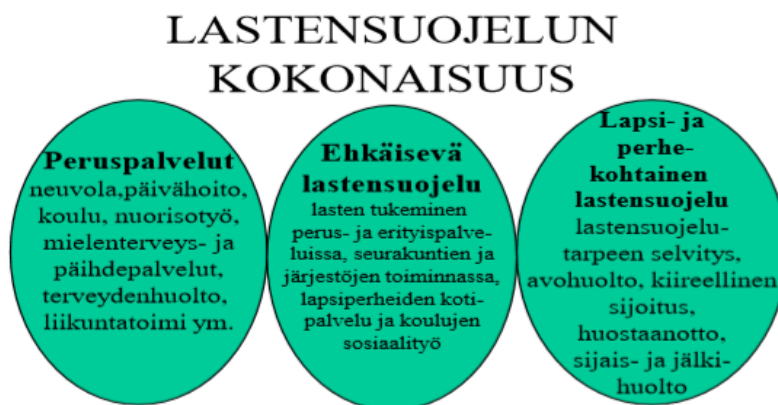 LASTENSUOJELUN
KOKONAISUUS
Peruspalvelut
neuvola,päivähoito,
koulu, nuorisotyö,
mielenterveys- ja
päihdepalvelut,
terveydenhuolto,
liikuntatoimi ym.
Ehkäisevä
lastensuojelu
lasten tukeminen
perus- ja erityispalve-
luissa, seurakuntien ja
järjestöjen toiminnassa,
lapsiperheiden koti-
palvelu ja koulujen
sosiaalityö
Lapsi- ja
perhe-
kohtainen
lastensuojelu
lastensuojelu-
tarpeen selvitys,
avohuolto, kiireellinen
sijoitus,
huostaanotto,
sijais- ja jälki-
huolto